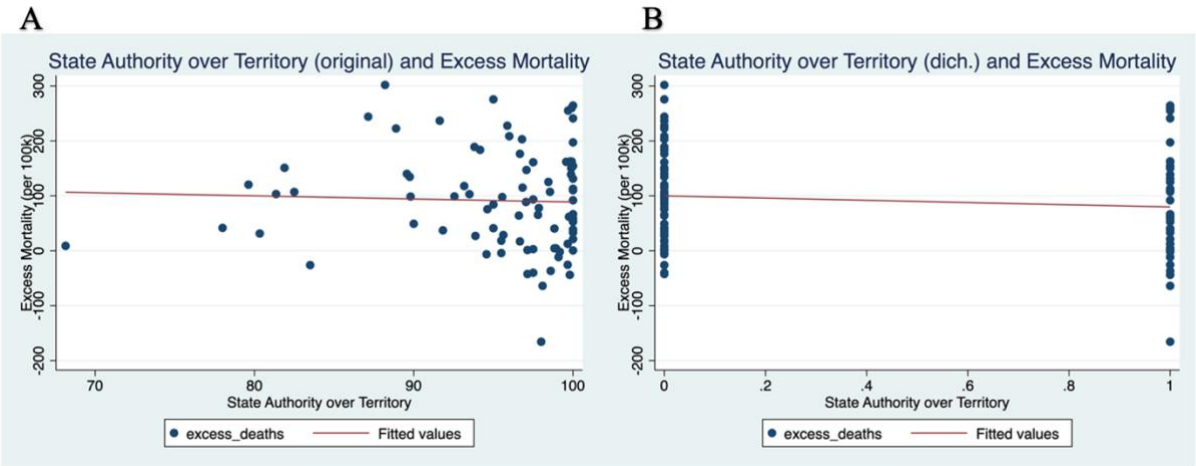 A
State Authority over Territory (original) and Excess Mortality
Excess Mortality (per 100k)
300
200
100
0
-100
-200
70
80
90
100
State Authority over Territory
excess_deaths
Fitted values
B
State Authority over Territory (dich.) and Excess Mortality
Excess Mortality (per 100k)
300
200
100
0
-100
-200
0
.2
.4
.6
.8
1
State Authority over Territory
excess_deaths
Fitted values